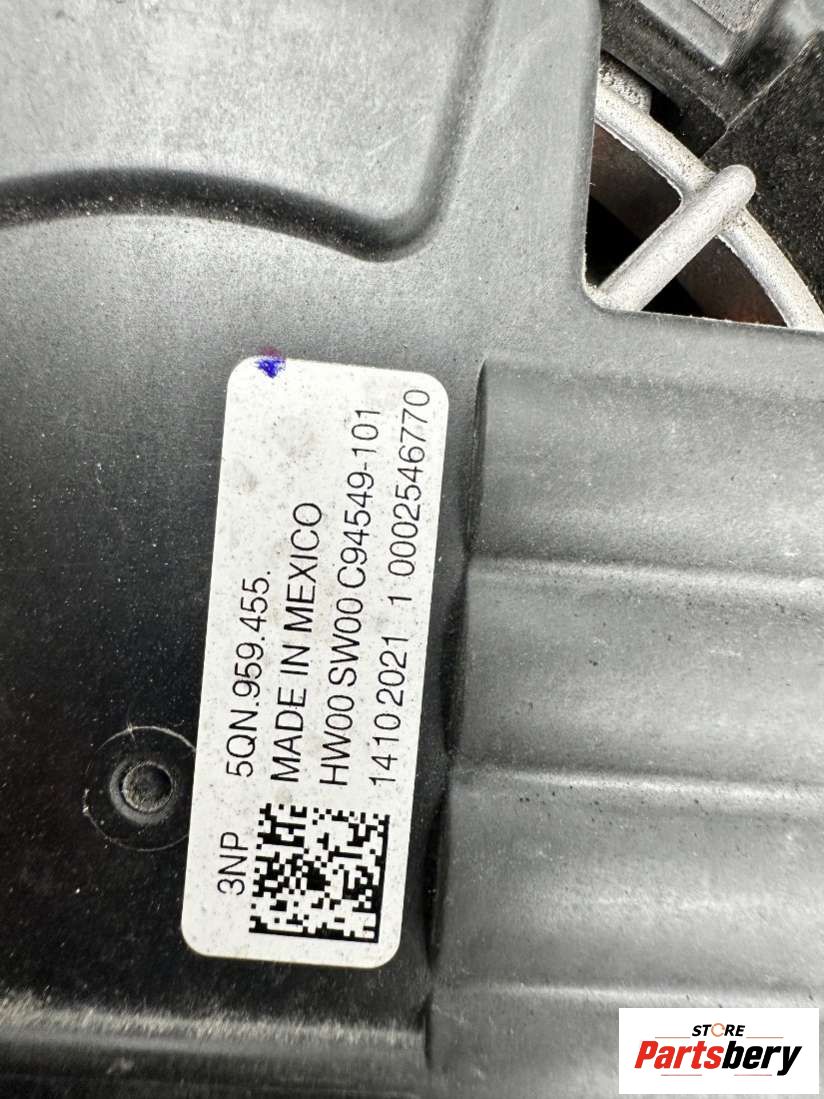 3NP 5QN.959.455.
MADE IN MEXICO
HW00 SW00 C94549-101
14102021 1 0002546770
STORE
Partsbery